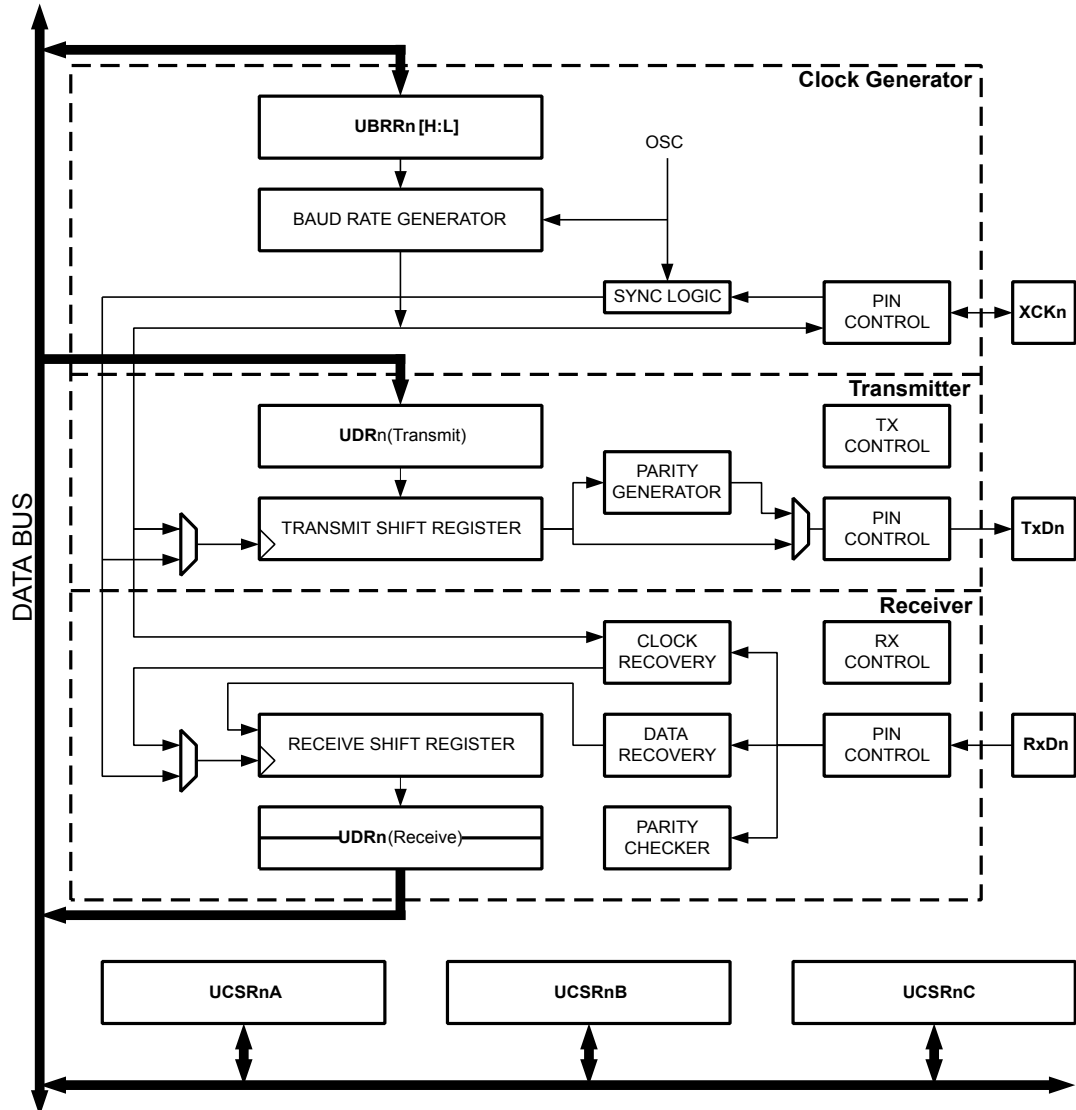 Clock Generator
UBRRn [H:L]
OSC
BAUD RATE GENERATOR
SYNC LOGIC
PIN
CONTROL
XCKn
Transmitter
UDRn(Transmit)
TX
CONTROL
PARITY
GENERATOR
TRANSMIT SHIFT REGISTER
PIN
CONTROL
TxDn
DATA BUS
Receiver
CLOCK
RECOVERY
RX
CONTROL
RECEIVE SHIFT REGISTER
DATA
RECOVERY
PIN
CONTROL
RxDn
UDRn(Receive)
PARITY
CHECKER
UCSRnA
UCSRnB
UCSRnC